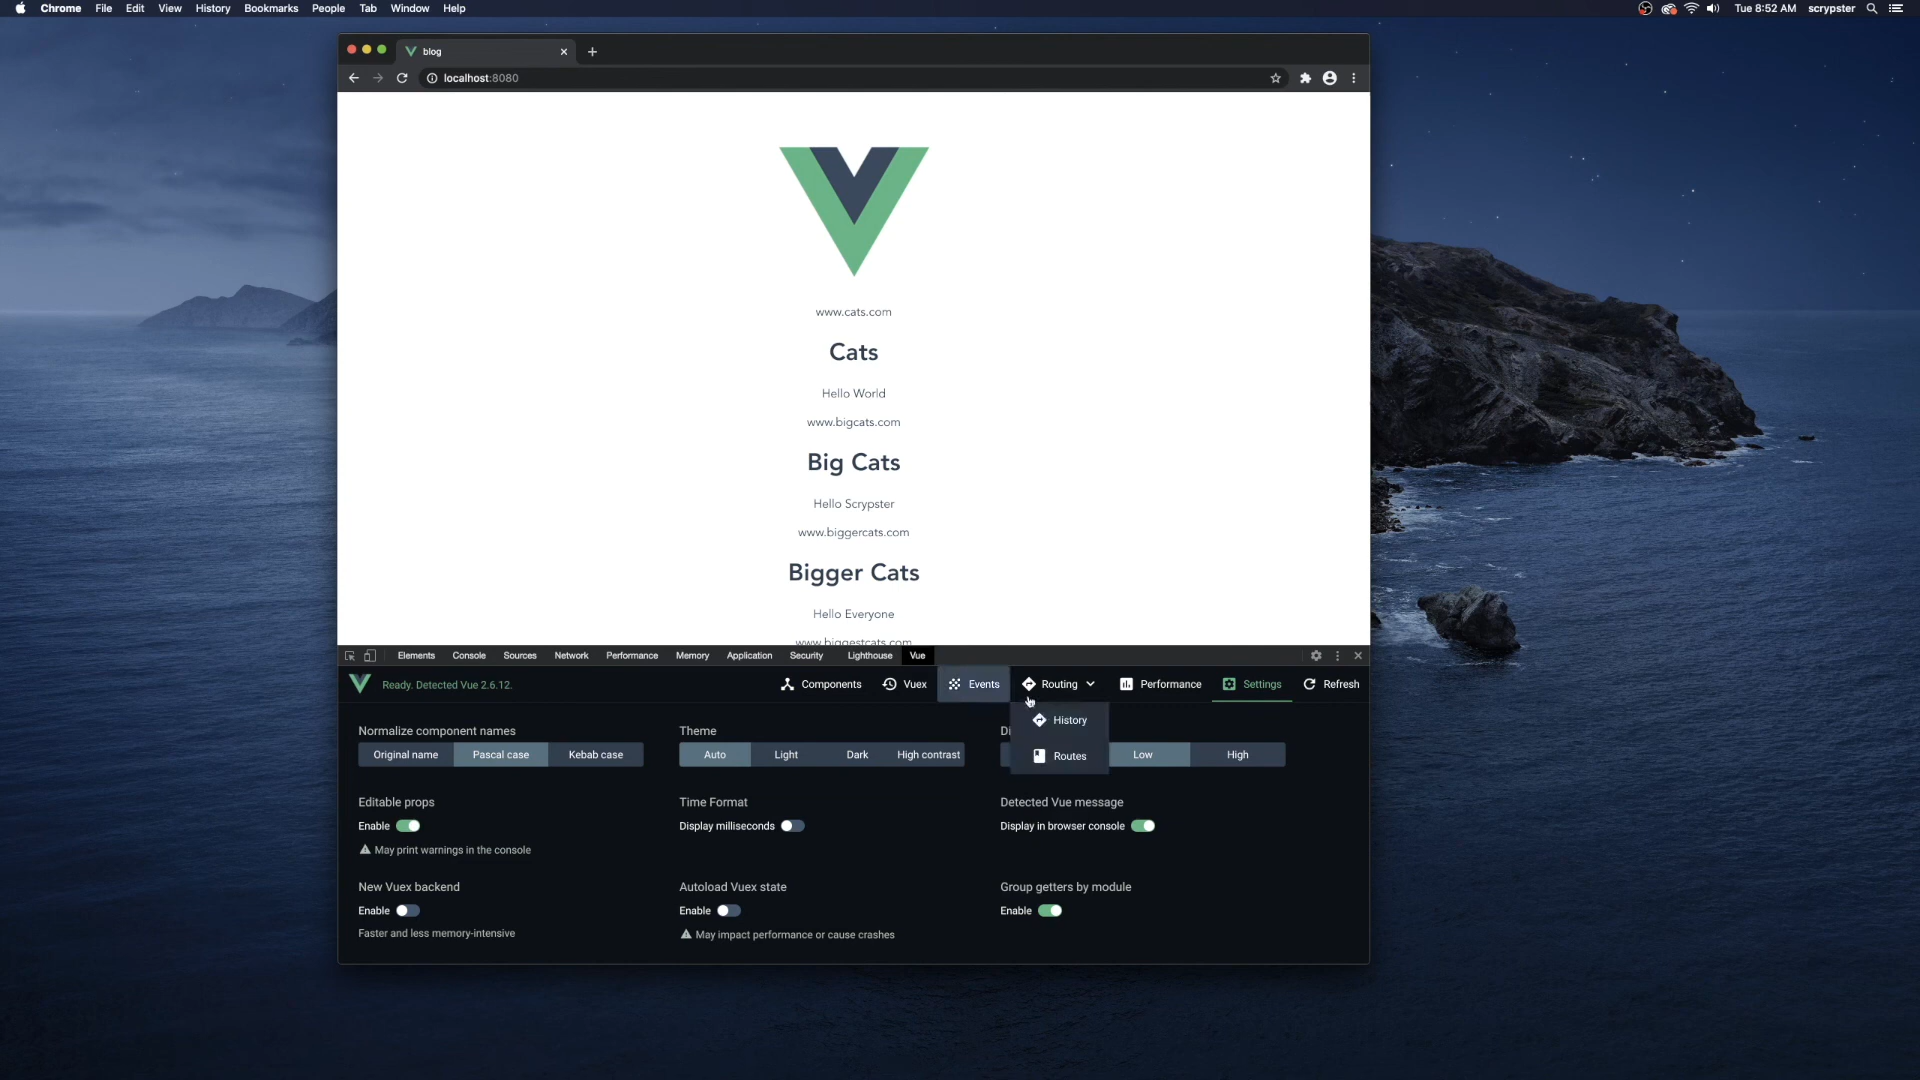 Chrome File Edit View History Bookmarks People Tab Window Help
Tue 8:52 AM scrypster
blog
localhost:8080
www.cats.com
Cats
Hello World
www.bigcats.com
Big Cats
Hello Scrypster
www.biggercats.com
Bigger Cats
Hello Everyone
www.biggestcats.com
Elements Console Sources Network Performance Memory Application Security Lighthouse Vue
Ready. Detected Vue 2.6.12.
Components Vuex Events Routing Performance Settings Refresh
History
Routes
Normalize component names
Original name Pascal case Kebab case
Theme
Auto Light Dark High contrast
Di
Low High
Editable props
Enable
May print warnings in the console
Time Format
Display milliseconds
Detected Vue message
Display in browser console
New Vuex backend
Enable
Faster and less memory-intensive
Autoload Vuex state
Enable
May impact performance or cause crashes
Group getters by module
Enable